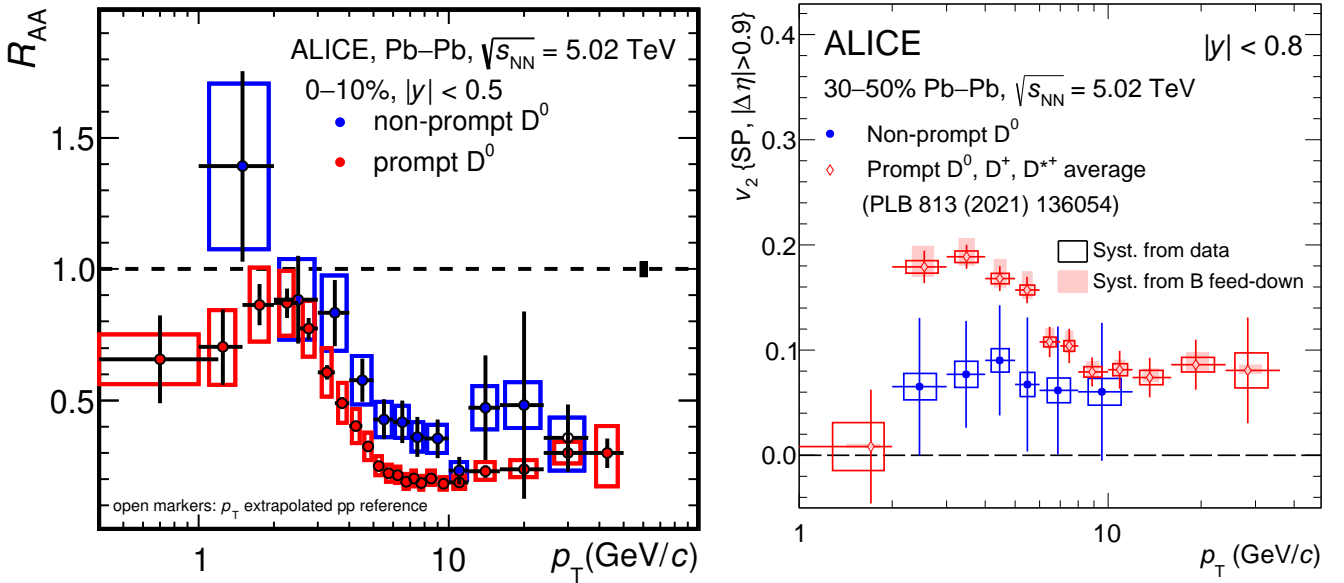 R_AA
ALICE, Pb–Pb, √s_NN = 5.02 TeV
0–10%, |y| < 0.5
non-prompt D^0
prompt D^0
1.5
1.0
0.5
open markers: p_T extrapolated pp reference
1
10
p_T (GeV/c)
v_2 {SP, |Δη|>0.9}
ALICE
|y| < 0.8
30–50% Pb–Pb, √s_NN = 5.02 TeV
Non-prompt D^0
Prompt D^0, D^+, D^*+ average
(PLB 813 (2021) 136054)
Syst. from data
Syst. from B feed-down
0.4
0.3
0.2
0.1
0.0
1
10
p_T (GeV/c)